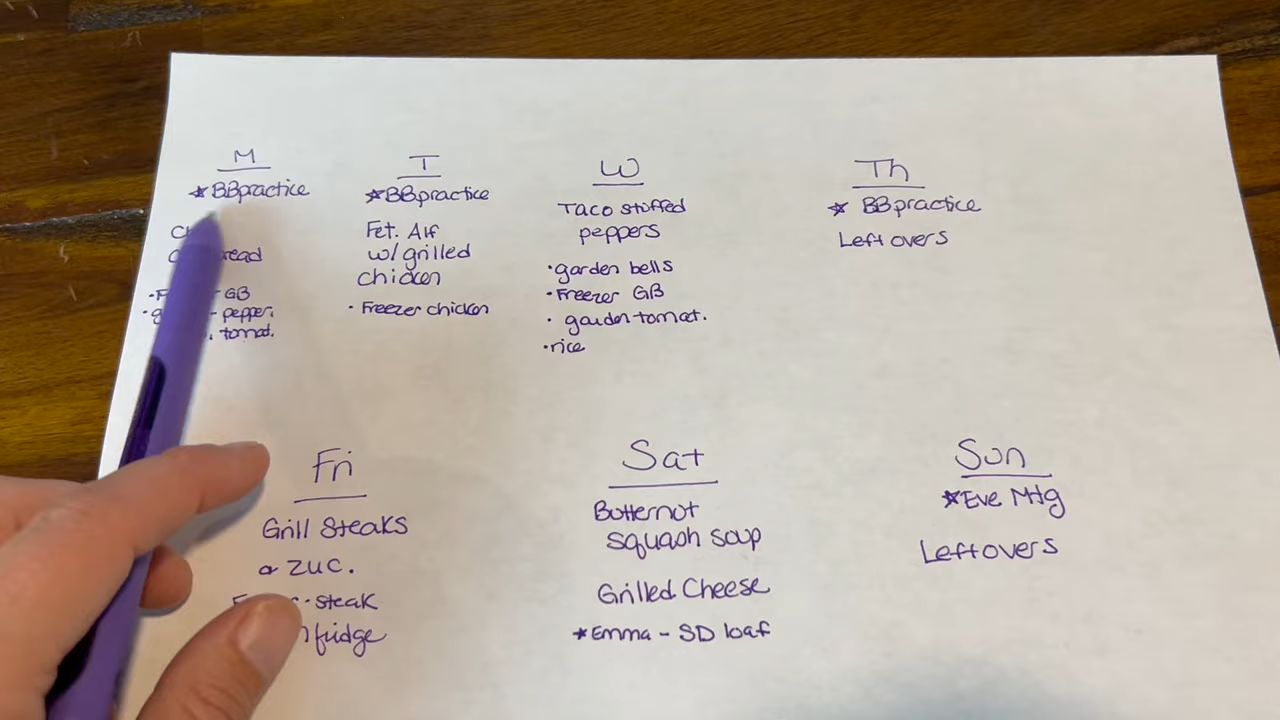 M
★BBpractice
GB
pepper.
tomat.
T
★BBpractice
Fet. Alf
w/grilled
chicken
• Freezer chicken
W
Taco stuffed
peppers
•garden bells
•Freezer GB
• garden tomat.
•rice
Th
★ BBpractice
Leftovers
Fri
Grill Steaks
& zuc.
steak
fridge
Sat
Butternut
squash soup
Grilled Cheese
★Emma - SD loaf
Sun
★Eve Mtg
Leftovers